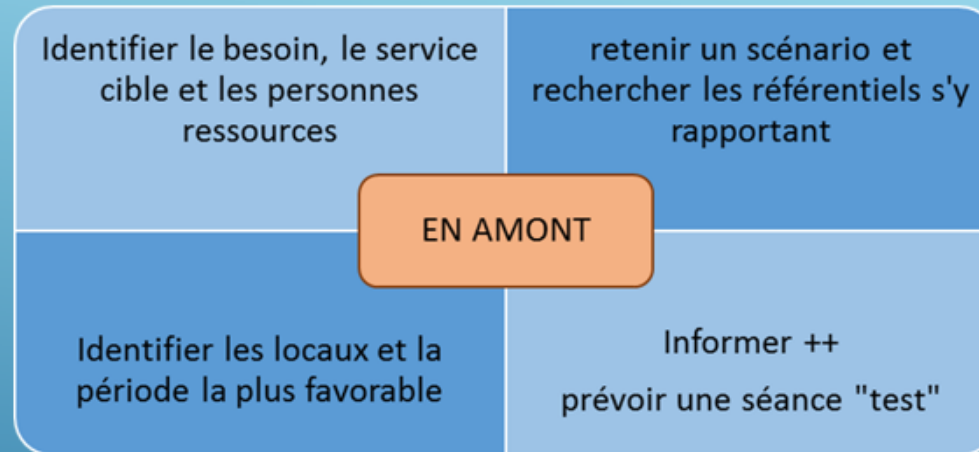 Identifier le besoin, le service
cible et les personnes
ressources
retenir un scénario et
rechercher les référentiels s'y
rapportant
EN AMONT
Identifier les locaux et la
période la plus favorable
Informer ++
prévoir une séance "test"